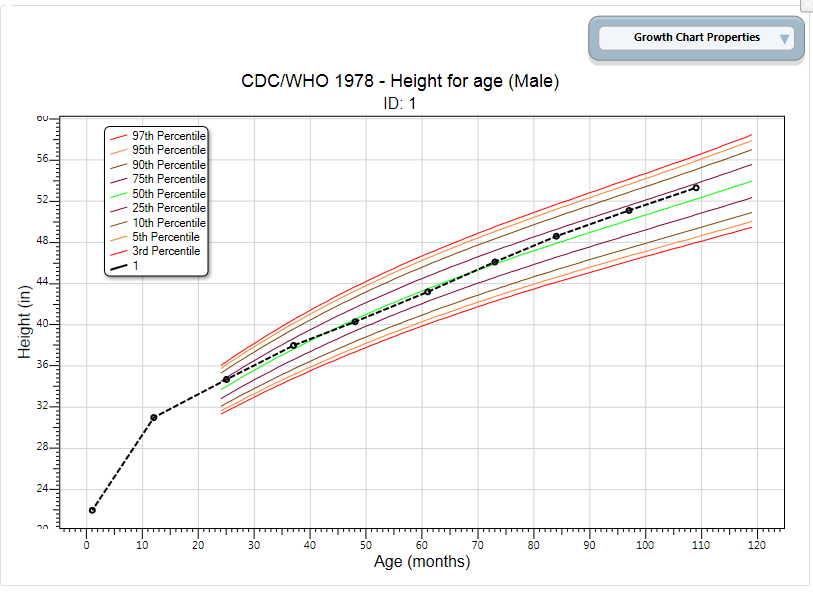 Growth Chart Properties
CDC/WHO 1978 - Height for age (Male)
ID: 1
97th Percentile
95th Percentile
90th Percentile
75th Percentile
50th Percentile
25th Percentile
10th Percentile
5th Percentile
3rd Percentile
1
Height (in)
60
56
52
48
44
40
36
32
28
24
20
0 10 20 30 40 50 60 70 80 90 100 110 120
Age (months)